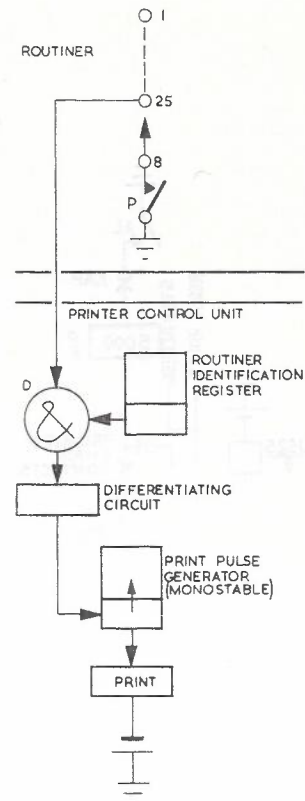 1
ROUTINER
25
8
P
PRINTER CONTROL UNIT
ROUTINER
IDENTIFICATION
REGISTER
D
&
DIFFERENTIATING
CIRCUIT
PRINT PULSE
GENERATOR
(MONOSTABLE)
PRINT